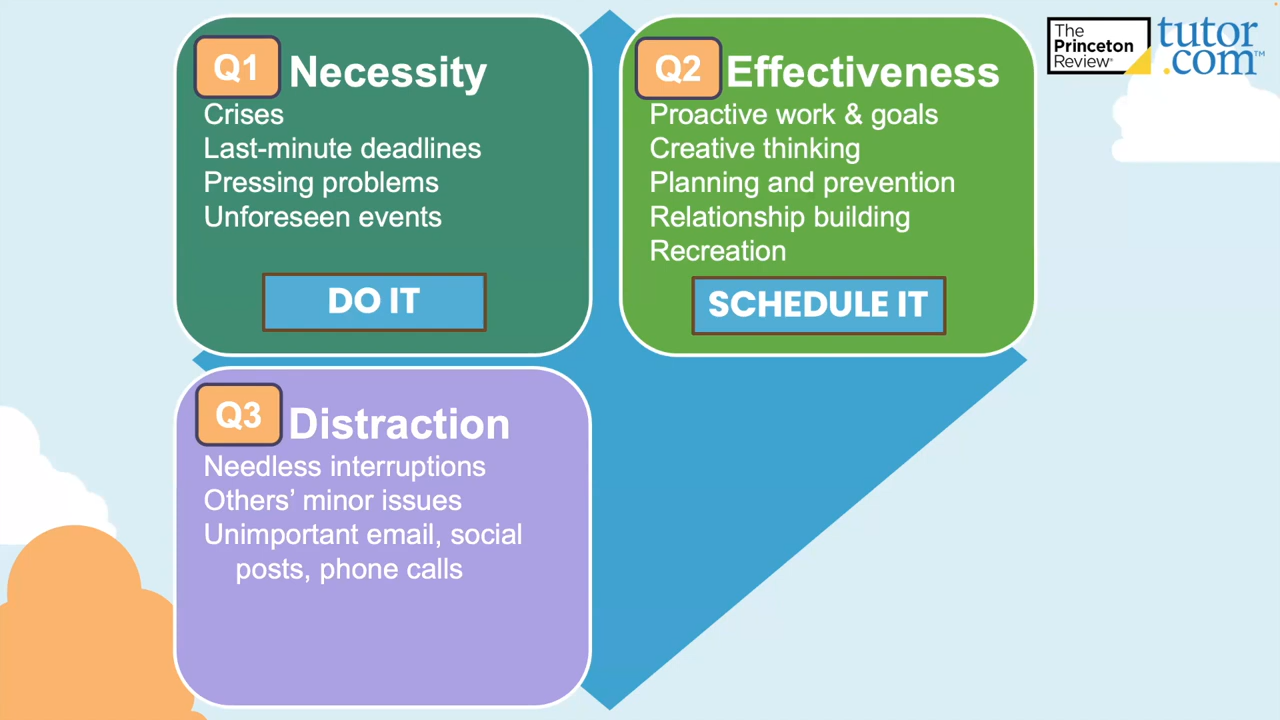 Q1 Necessity
Crises
Last-minute deadlines
Pressing problems
Unforeseen events
DO IT
Q2 Effectiveness
Proactive work & goals
Creative thinking
Planning and prevention
Relationship building
Recreation
SCHEDULE IT
The
Princeton
Review®
tutor
.com™
Q3 Distraction
Needless interruptions
Others’ minor issues
Unimportant email, social
posts, phone calls